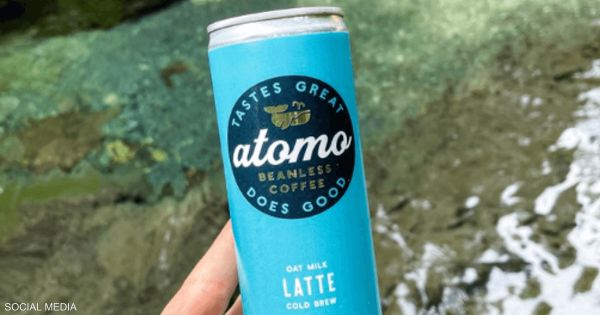 TASTES GREAT
atomo
BEANLESS
COFFEE
DOES GOOD
OAT MILK
LATTE
COLD BREW
SOCIAL MEDIA